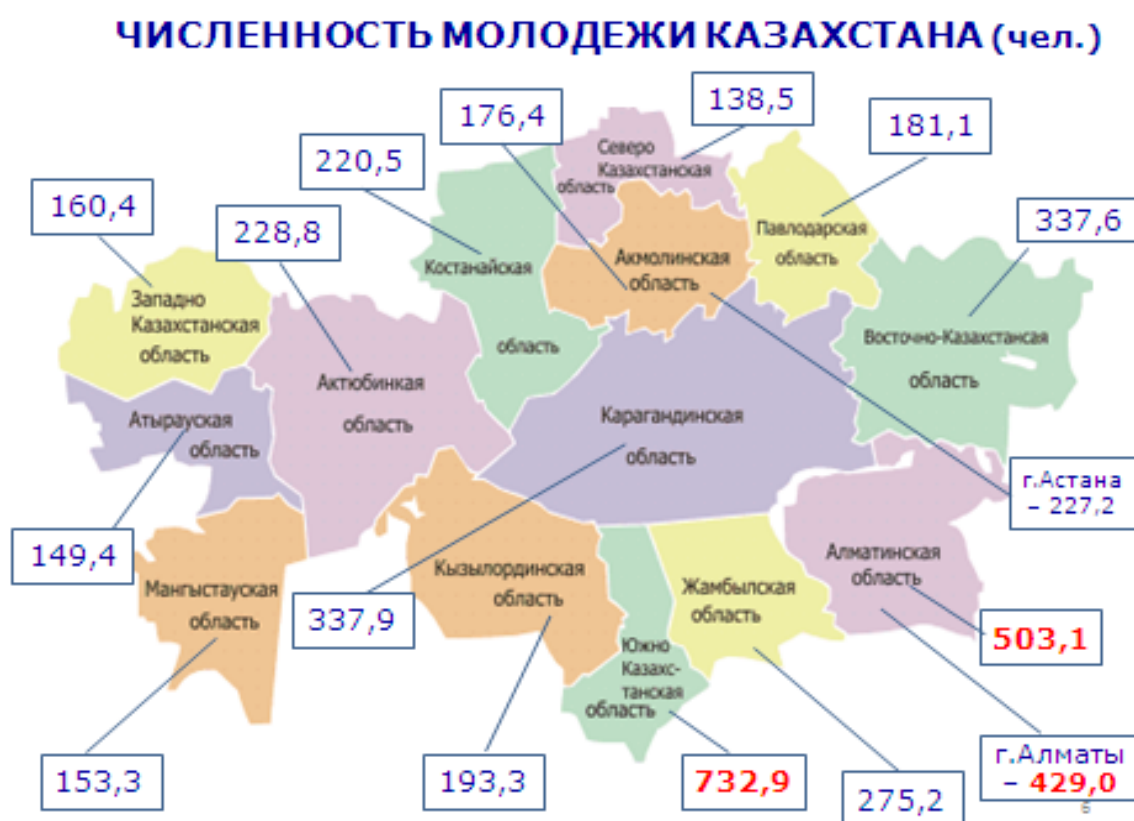 ЧИСЛЕННОСТЬ МОЛОДЕЖИ КАЗАХСТАНА (чел.)
176,4
138,5
181,1
220,5
160,4
228,8
337,6
Северо
Казахстанская
область
Павлодарская
область
Акмолинская
область
Костанайская
область
Западно
Казахстанская
область
Восточно-Казахстансая
область
Актюбинкая
область
Атырауская
область
Карагандинская
область
г.Астана
– 227,2
149,4
Мангыстауская
область
337,9
Кызылординская
область
Жамбылская
область
Алматинская
область
503,1
Южно
Казахс-
танская
область
153,3
193,3
732,9
275,2
г.Алматы
– 429,0
6